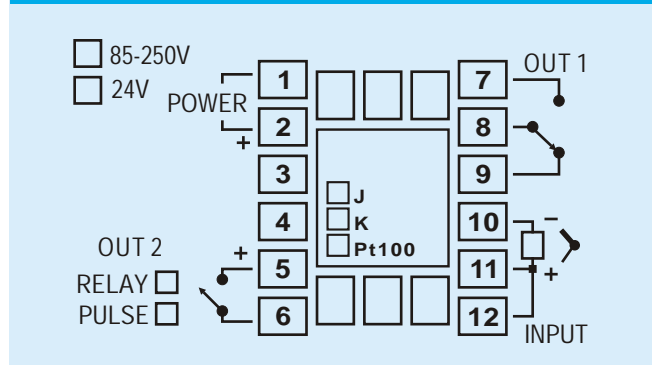 85-250V
24V
POWER
+
1
2
3
4
5
6
OUT 2
+
RELAY
PULSE
J
K
Pt100
OUT 1
7
8
9
10
11
12
−
+
INPUT